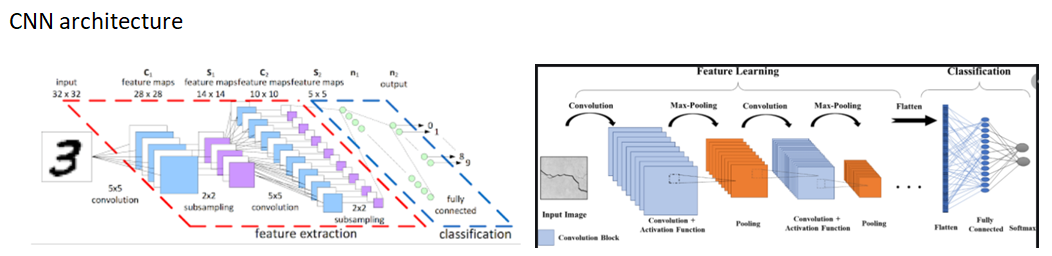 CNN architecture
C₁ S₁ C₂ S₂ n₁ n₂
input feature maps feature maps feature maps feature maps output
32 x 32 28 x 28 14 x 14 10 x 10 5 x 5
3
0
1
8
9
5x5
convolution
2x2
subsampling
5x5
convolution
2x2
subsampling
fully
connected
feature extraction
classification
Feature Learning
Classification
Convolution
Max-Pooling
Convolution
Max-Pooling
Flatten
Input Image
Convolution +
Activation Function
Pooling
Convolution +
Activation Function
Pooling
Flatten
Fully
Connected
Softmax
Convolution Block